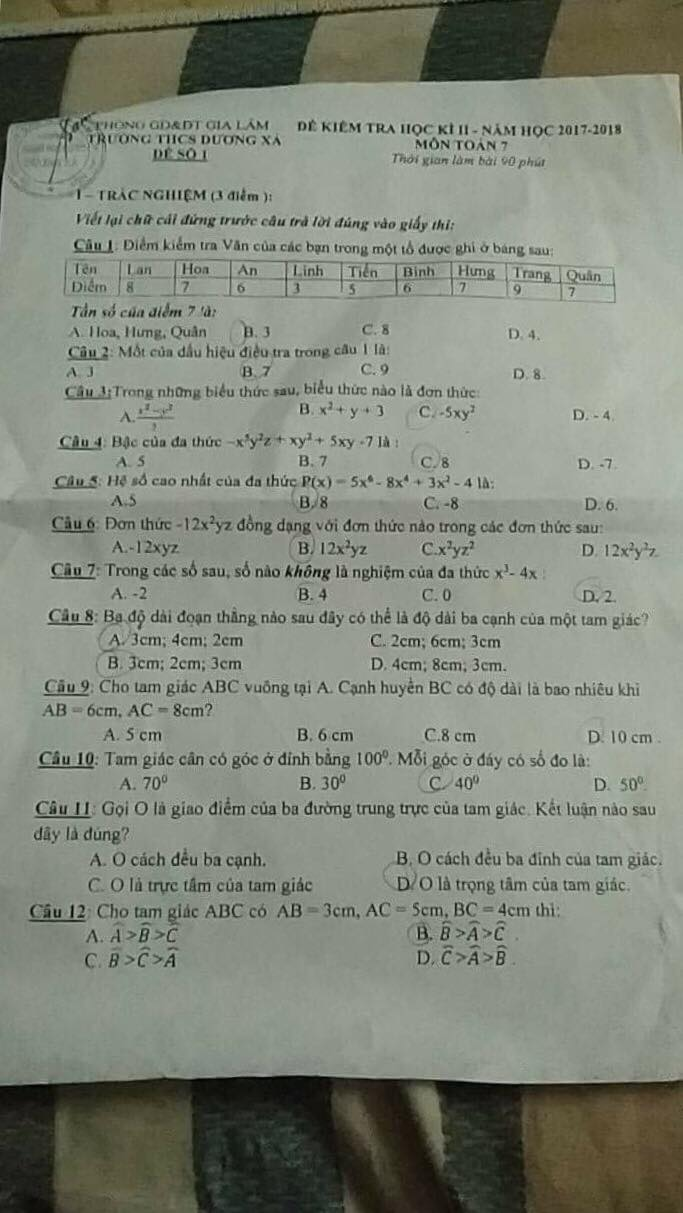 PHÒNG GD&ĐT GIA LÂM
TRƯỜNG THCS DƯƠNG XÁ
ĐỀ SỐ 1
ĐỀ KIỂM TRA HỌC KÌ II - NĂM HỌC 2017-2018
MÔN TOÁN 7
Thời gian làm bài 90 phút
I – TRẮC NGHIỆM (3 điểm ):
Viết lại chữ cái đứng trước câu trả lời đúng vào giấy thi:
Câu 1: Điểm kiểm tra Văn của các bạn trong một tổ được ghi ở bảng sau:
Tên Lan Hoa An Linh Tiến Bình Hưng Trang Quân
Điểm 8 7 6 3 5 6 7 9 7
Tần số của điểm 7 là:
A. Hoa, Hưng, Quân B. 3 C. 8 D. 4.
Câu 2: Mốt của dấu hiệu điều tra trong câu 1 là:
A. 3 B. 7 C. 9 D. 8.
Câu 3: Trong những biểu thức sau, biểu thức nào là đơn thức:
A. B. x² + y + 3 C. -5xy² D. - 4.
Câu 4: Bậc của đa thức y²z + xy² + 5xy -7 là :
A. 5 B. 7 C. 8 D. -7.
Câu 5: Hệ số cao nhất của đa thức P(x) = 5x⁶ - 8x⁴ + 3x² - 4 là:
A.5 B. 8 C. -8 D. 6.
Câu 6: Đơn thức -12x²yz đồng dạng với đơn thức nào trong các đơn thức sau:
A.-12xyz B. 12x²yz C.x²yz² D. 12x²y²z.
Câu 7: Trong các số sau, số nào không là nghiệm của đa thức x³- 4x :
A. -2 B. 4 C. 0 D. 2.
Câu 8: Bạ độ dài đoạn thẳng nào sau đây có thể là độ dài ba cạnh của một tam giác?
A. 3cm; 4cm; 2cm C. 2cm; 6cm; 3cm
B. 3cm; 2cm; 3cm D. 4cm; 8cm; 3cm.
Câu 9: Cho tam giác ABC vuông tại A. Cạnh huyền BC có độ dài là bao nhiêu khi
AB = 6cm, AC = 8cm?
A. 5 cm B. 6 cm C.8 cm D. 10 cm .
Câu 10: Tam giác cân có góc ở đỉnh bằng 100⁰. Mỗi góc ở đáy có số đo là:
A. 70⁰ B. 30⁰ C. 40⁰ D. 50⁰.
Câu 11: Gọi O là giao điểm của ba đường trung trực của tam giác. Kết luận nào sau
đây là đúng?
A. O cách đều ba cạnh. B. O cách đều ba đỉnh của tam giác.
C. O là trực tâm của tam giác D. O là trọng tâm của tam giác.
Câu 12: Cho tam giác ABC có AB = 3cm, AC = 5cm, BC = 4cm thì:
A. Â > B̂ > Ĉ B. B̂ > Â > Ĉ .
C. B̂ > Ĉ > Â D. Ĉ > Â > B̂ .